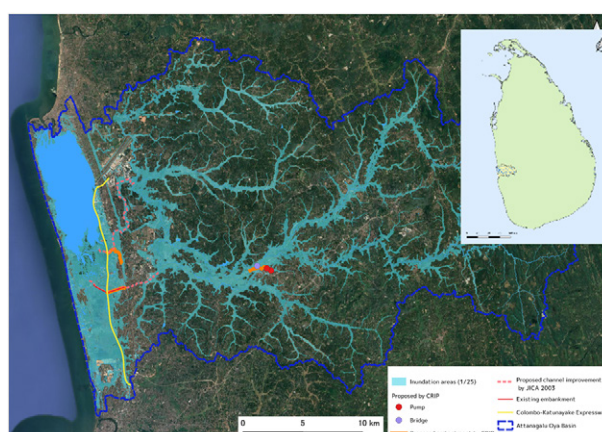 Inundation areas (1/25)
Proposed by CRIP
Pump
Bridge
Proposed channel improvement
by JICA 2003
Existing embankment
Colombo-Katunayake Expressw
Attanagalu Oya Basin
0 5 10 km